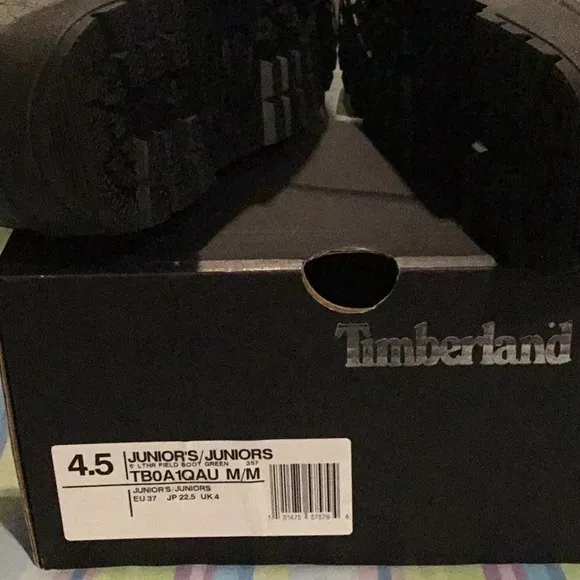 Timberland
4.5
JUNIOR'S/JUNIORS
6" LTHR FIELD BOOT GREEN 357
TB0A1QAU M/M
JUNIOR'S/JUNIORS
EU 37 JP 22.5 UK 4